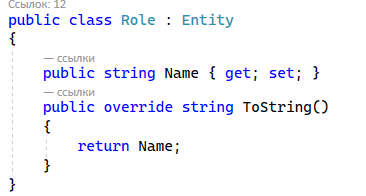 Ссылок: 12
public class Role : Entity
{
— ссылки
public string Name { get; set; }
— ссылки
public override string ToString()
{
return Name;
}
}